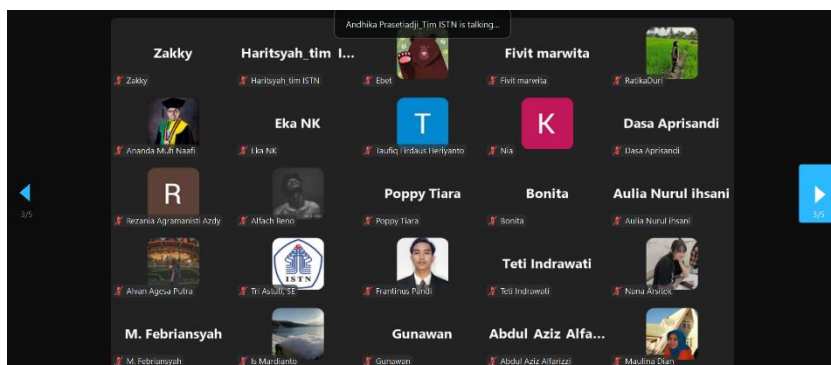 Andhika Prasetiadji_Tim ISTN is talking...
Zakky
Haritsyah_tim I...
Fivit marwita
Zakky
Haritsyah_tim ISTN
Ebet
Fivit marwita
RatikaDuri
Eka NK
T
K
Dasa Aprisandi
Ananda Muh Naafi
Eka NK
Taufiq Firdaus Heriyanto
Nia
Dasa Aprisandi
R
Poppy Tiara
Bonita
Aulia Nurul ihsani
Rezania Agramanisti Azdy
Alfach Reno
Poppy Tiara
Bonita
Aulia Nurul ihsani
3/5
3/5
ISTN
Teti Indrawati
Alvan Agesa Putra
Tri Astuti, SE
Frantinus Pandi
Teti Indrawati
Nana Arsitek
M. Febriansyah
Gunawan
Abdul Aziz Alfa...
M. Febriansyah
Is Mardianto
Gunawan
Abdul Aziz Alfarizzi
Maulina Dian